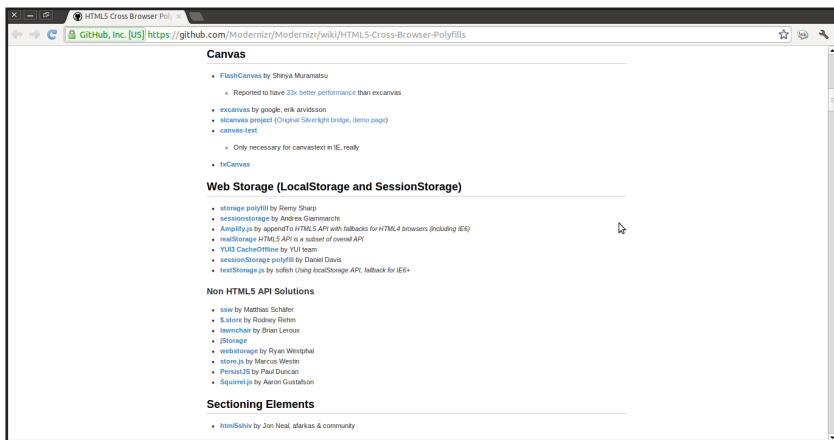 HTML5 Cross Browser Poly
GitHub, Inc. [US] https://github.com/Modernizr/Modernizr/wiki/HTML5-Cross-Browser-Polyfills
Canvas
FlashCanvas by Shinya Muramatsu
Reported to have 33x better performance than excanvas
excanvas by google, erik arvidsson
slcanvas project (Original Silverlight bridge, demo page)
canvas-text
Only necessary for canvastext in IE, really
fxCanvas
Web Storage (LocalStorage and SessionStorage)
storage polyfill by Remy Sharp
sessionstorage by Andrea Giammarchi
Amplify.js by appendTo HTML5 API with fallbacks for HTML4 browsers (including IE6)
realStorage HTML5 API is a subset of overall API
YUI3 CacheOffline by YUI team
sessionStorage polyfill by Daniel Davis
textStorage.js by sofish Using localStorage API, fallback for IE6+
Non HTML5 API Solutions
ssw by Matthias Schäfer
$.store by Rodney Rehm
lawnchair by Brian Leroux
jStorage
webstorage by Ryan Westphal
store.js by Marcus Westin
PersistJS by Paul Duncan
Squirrel.js by Aaron Gustafson
Sectioning Elements
html5shiv by Jon Neal, afarkas & community